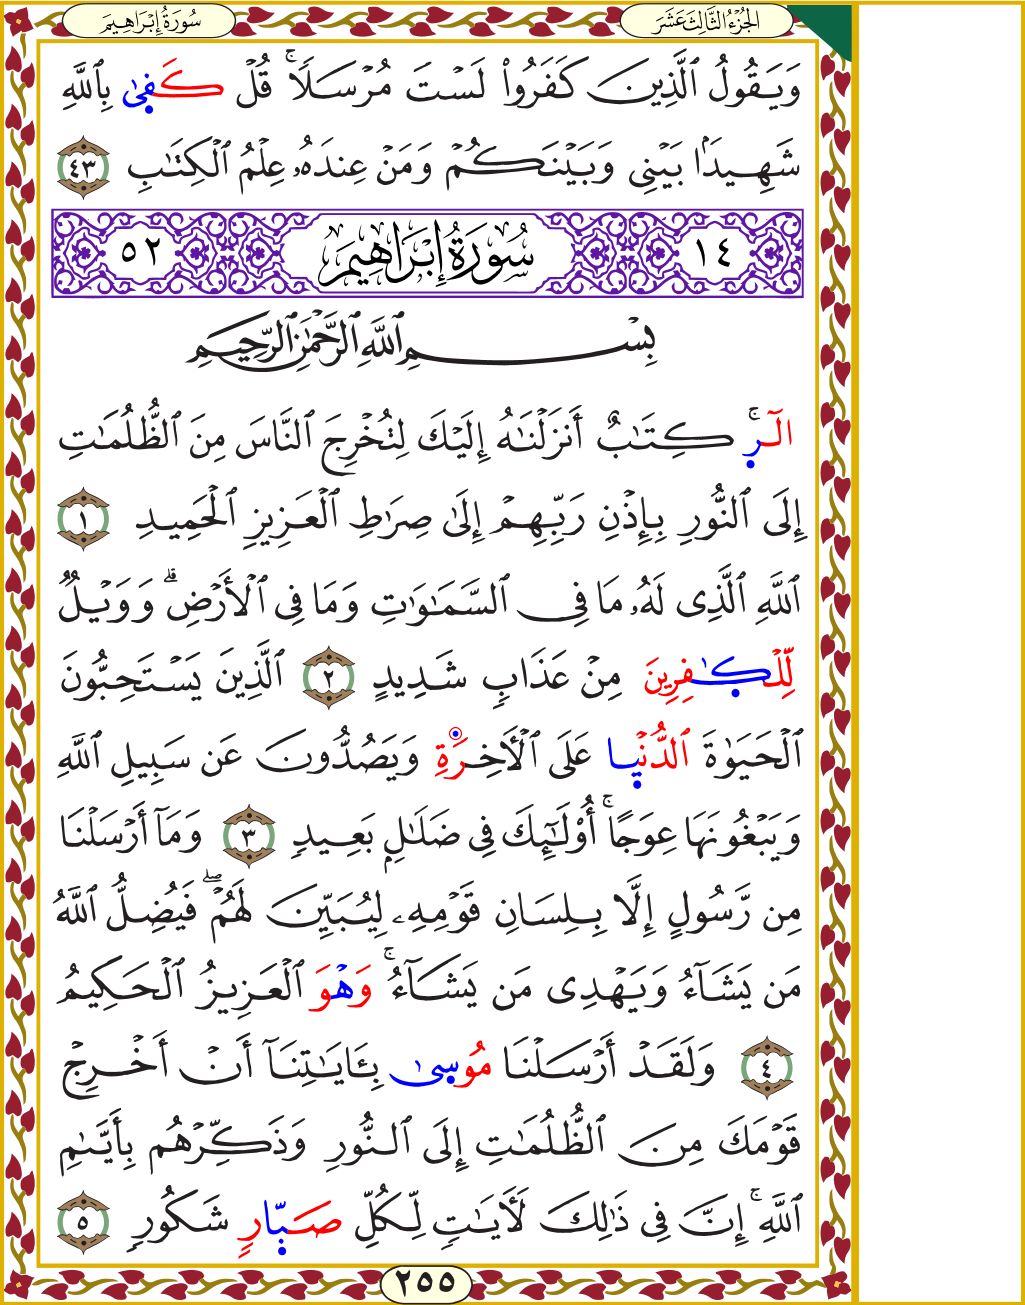 الجُزْءُ الثَّالِثَ عَشَرَ
سُورَةُ إِبْرَاهِيمَ
وَيَقُولُ ٱلَّذِينَ كَفَرُوا۟ لَسْتَ مُرْسَلًاۚ قُلْ كَفَىٰ بِٱللَّهِ
شَهِيدًۢا بَيْنِى وَبَيْنَكُمْ وَمَنْ عِندَهُۥ عِلْمُ ٱلْكِتَٰبِ ٤٣
١٤ سُورَةُ إِبْرَاهِيمَ ٥٢
بِسْمِ ٱللَّهِ ٱلرَّحْمَٰنِ ٱلرَّحِيمِ
الٓرۚ كِتَٰبٌ أَنزَلْنَٰهُ إِلَيْكَ لِتُخْرِجَ ٱلنَّاسَ مِنَ ٱلظُّلُمَٰتِ
إِلَى ٱلنُّورِ بِإِذْنِ رَبِّهِمْ إِلَىٰ صِرَٰطِ ٱلْعَزِيزِ ٱلْحَمِيدِ ١
ٱللَّهِ ٱلَّذِى لَهُۥ مَا فِى ٱلسَّمَٰوَٰتِ وَمَا فِى ٱلْأَرْضِۗ وَوَيْلٌ
لِّلْكَٰفِرِينَ مِنْ عَذَابٍ شَدِيدٍ ٢ ٱلَّذِينَ يَسْتَحِبُّونَ
ٱلْحَيَوٰةَ ٱلدُّنْيَا عَلَى ٱلْأَخِرَةِ وَيَصُدُّونَ عَن سَبِيلِ ٱللَّهِ
وَيَبْغُونَهَا عِوَجًاۚ أُو۟لَٰٓئِكَ فِى ضَلَٰلٍۭ بَعِيدٍ ٣ وَمَآ أَرْسَلْنَا
مِن رَّسُولٍ إِلَّا بِلِسَانِ قَوْمِهِۦ لِيُبَيِّنَ لَهُمْۖ فَيُضِلُّ ٱللَّهُ
مَن يَشَآءُ وَيَهْدِى مَن يَشَآءُۚ وَهْوَ ٱلْعَزِيزُ ٱلْحَكِيمُ
٤ وَلَقَدْ أَرْسَلْنَا مُوسَىٰ بِـَٔايَٰتِنَآ أَنْ أَخْرِجْ
قَوْمَكَ مِنَ ٱلظُّلُمَٰتِ إِلَى ٱلنُّورِ وَذَكِّرْهُم بِأَيَّىٰمِ
ٱللَّهِۚ إِنَّ فِى ذَٰلِكَ لَأٓيَٰتٍ لِّكُلِّ صَبَّارٍ شَكُورٍ ٥
٢٥٥